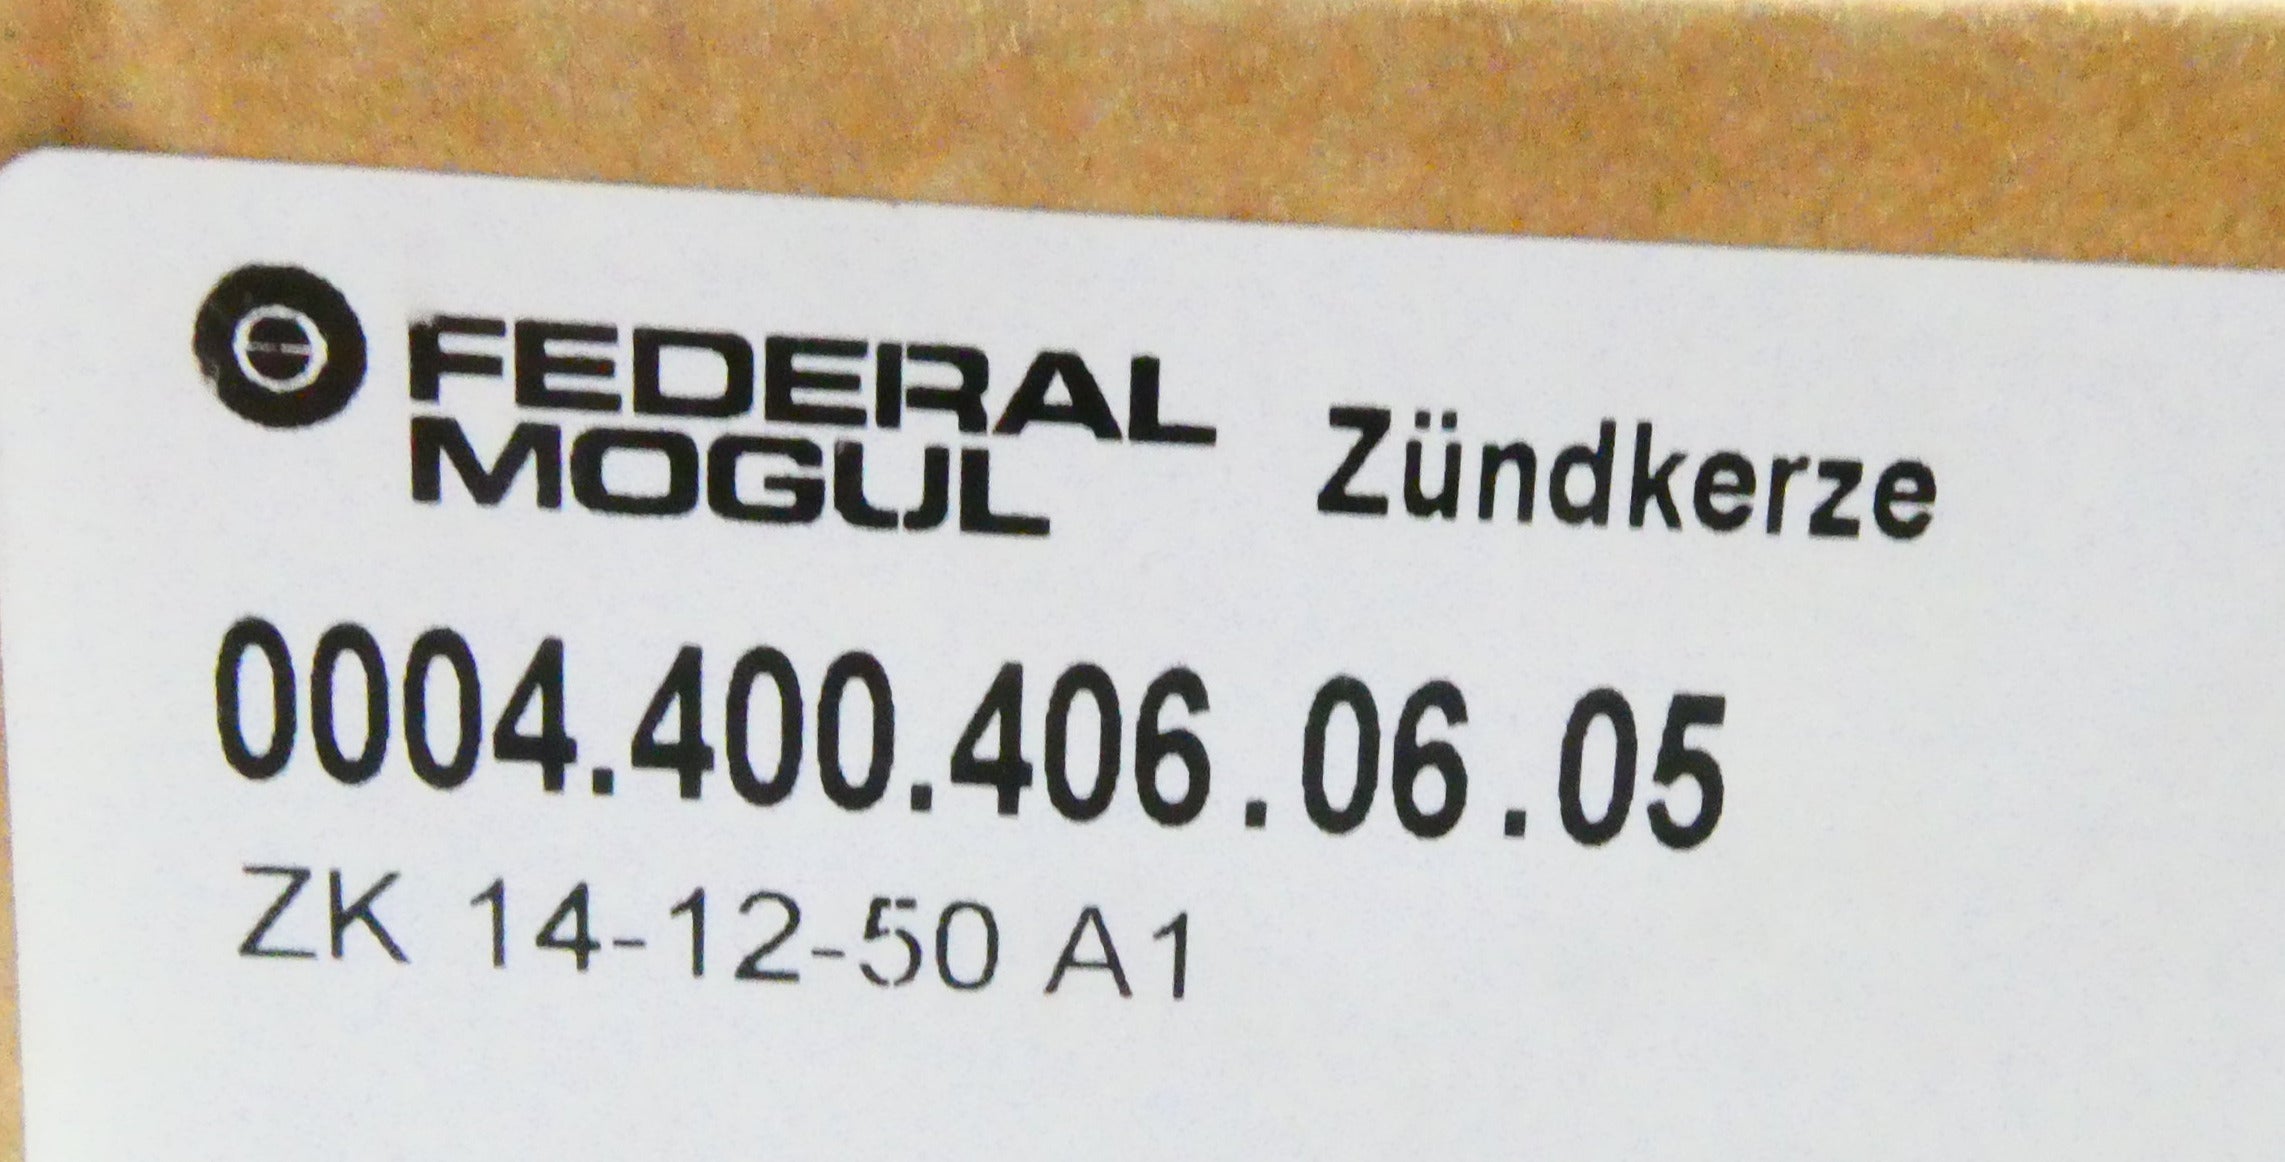 FEDERAL Zündkerze
MOGUL
0004.400.406.06.05
ZK 14-12-50 A1